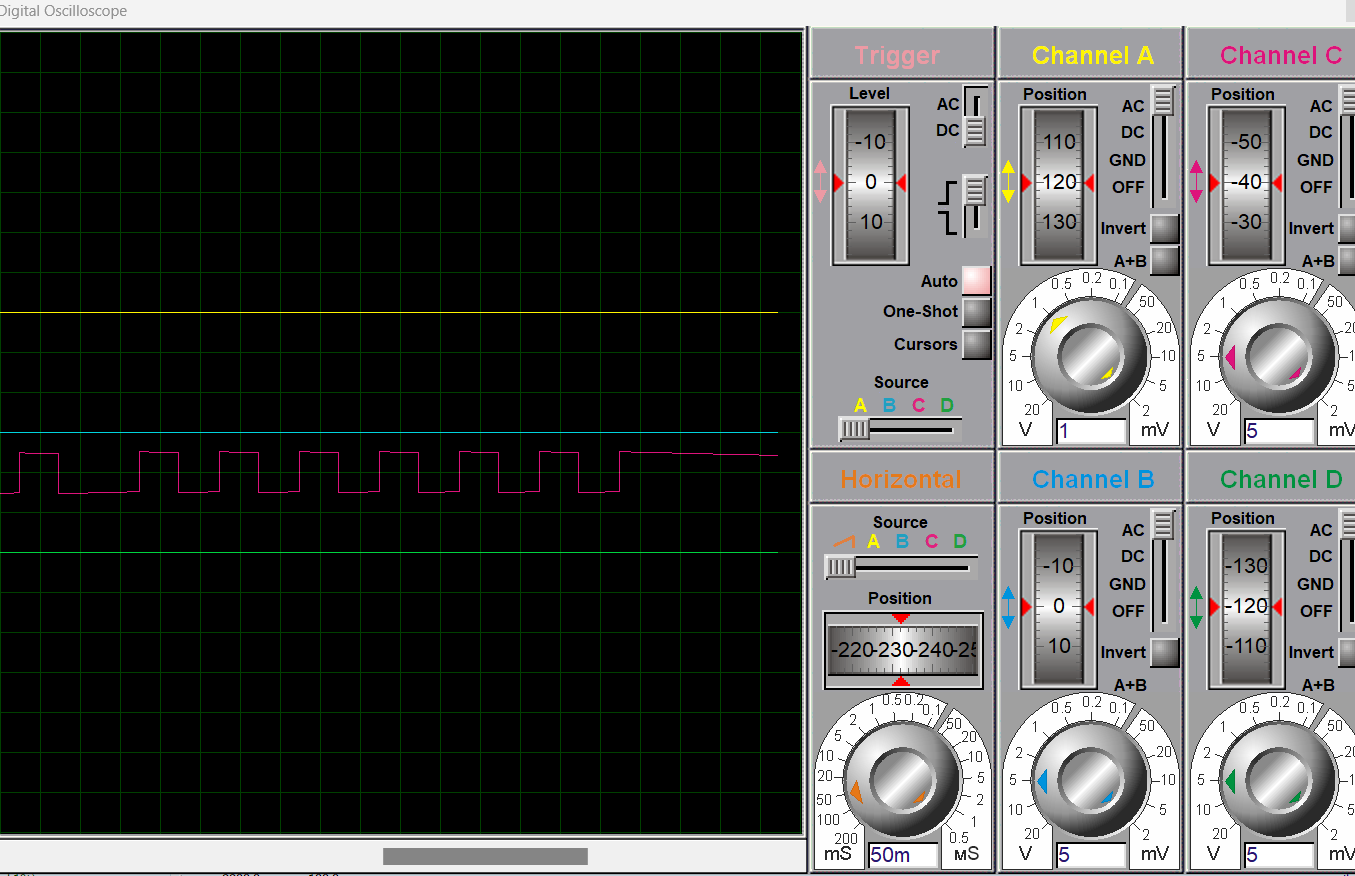 Digital Oscilloscope
Trigger
Level
-10
0
10
AC
DC
Auto
One-Shot
Cursors
Source
A B C D
Channel A
Position
110
120
130
AC
DC
GND
OFF
Invert
A+B
0.5 0.2 0.1
1 50
2 20
5 10
10 5
20 2
V 1 mV
Channel C
Position
-50
-40
-30
AC
DC
GND
OFF
Invert
A+B
0.5 0.2 0.1
1 50
2 20
5
10 5
20 2
V 5 mV
Horizontal
Source
A B C D
Position
-220-230-240-25
0.5 0.2 0.1
1 50
2 20
5 10
10 5
20 2
50 1
100 0.5
200
mS 50m мS
Channel B
Position
-10
0
10
AC
DC
GND
OFF
Invert
A+B
0.5 0.2 0.1
1 50
2 20
5 10
10 5
20 2
V 5 mV
Channel D
Position
-130
-120
-110
AC
DC
GND
OFF
Invert
A+B
0.5 0.2 0.1
1 50
2 20
5
10 5
20 2
V 5 mV